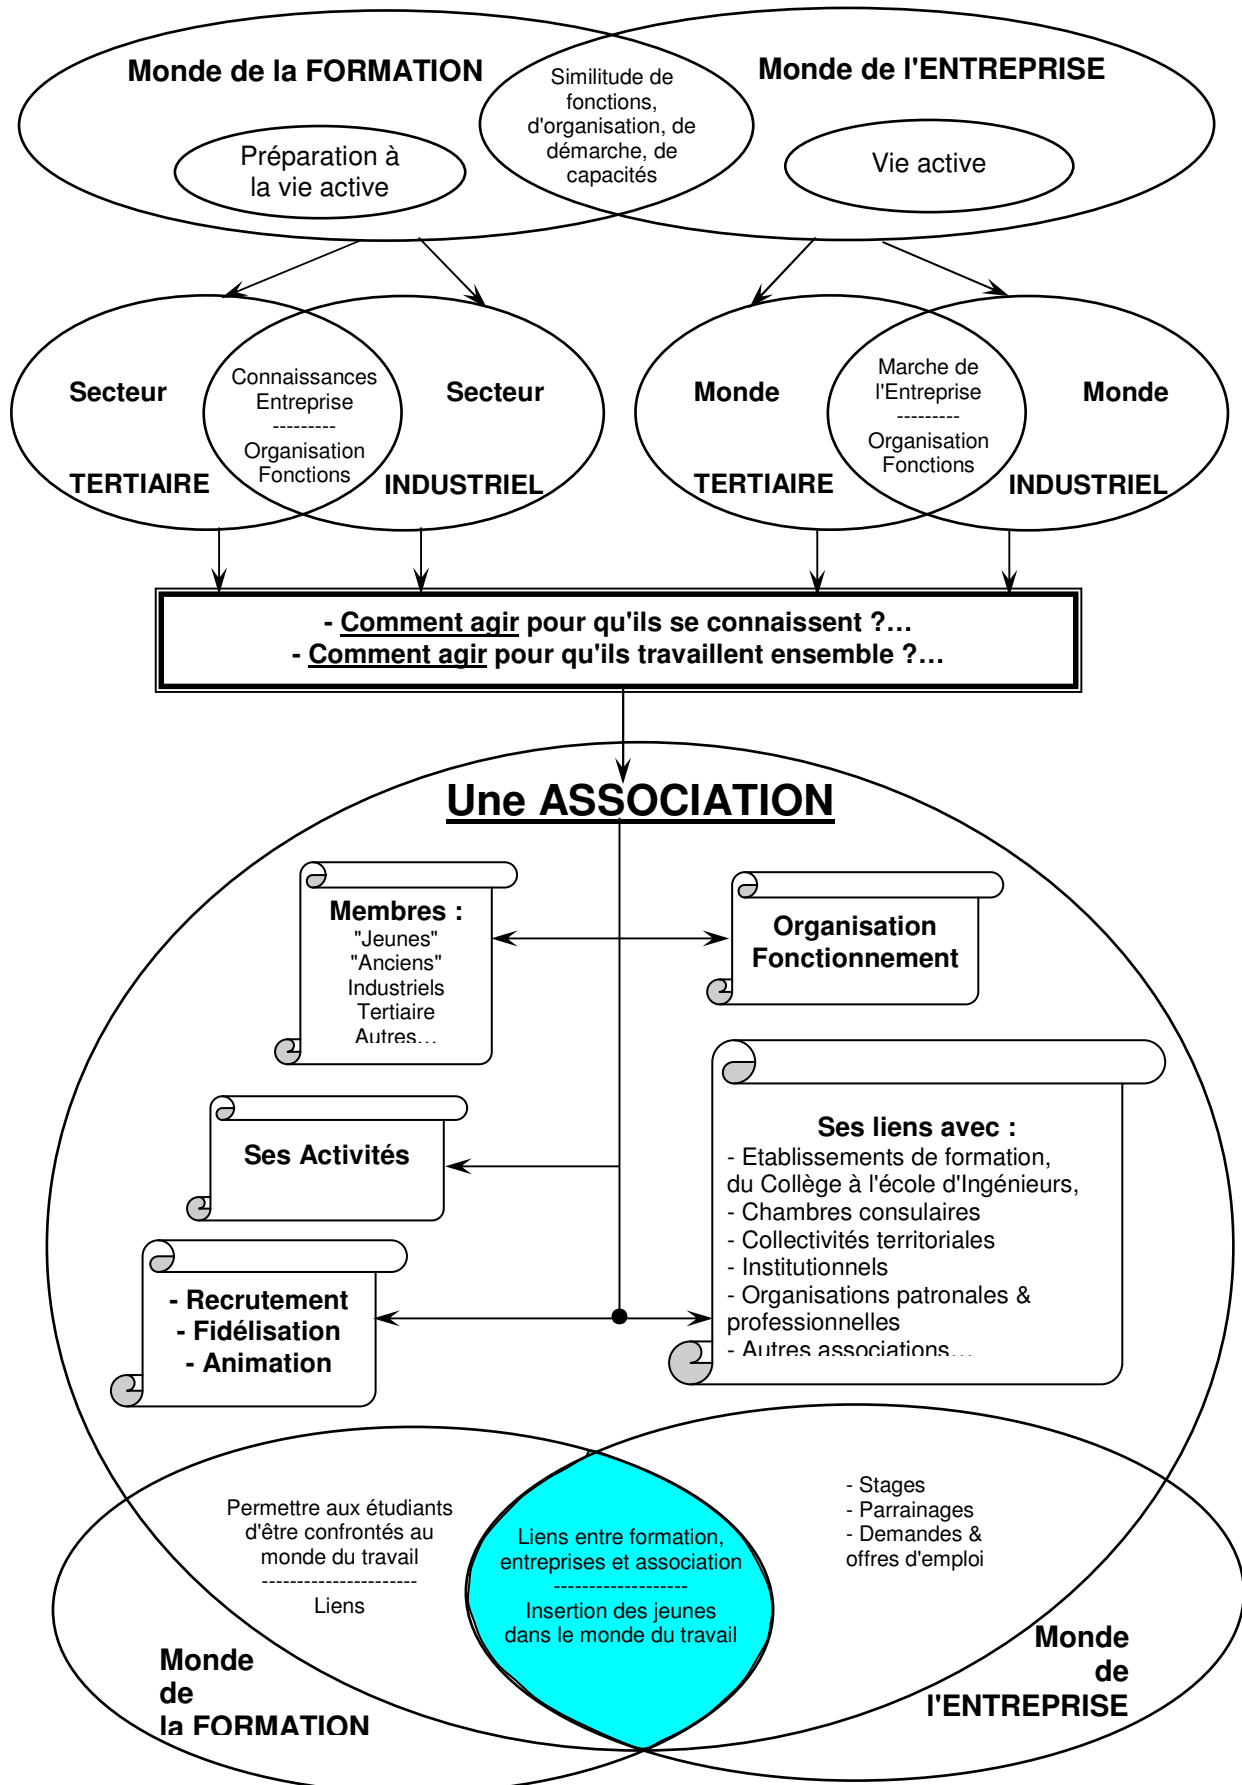 Monde de la FORMATION
Similitude de
fonctions,
d'organisation, de
démarche, de
capacités
Monde de l'ENTREPRISE
Préparation à
la vie active
Vie active
Secteur
TERTIAIRE
Connaissances
Entreprise
---------
Organisation
Fonctions
Secteur
INDUSTRIEL
Monde
TERTIAIRE
Marche de
l'Entreprise
---------
Organisation
Fonctions
Monde
INDUSTRIEL
- Comment agir pour qu'ils se connaissent ?…
- Comment agir pour qu'ils travaillent ensemble ?…
Une ASSOCIATION
Membres :
"Jeunes"
"Anciens"
Industriels
Tertiaire
Autres…
Organisation
Fonctionnement
Ses Activités
Ses liens avec :
- Etablissements de formation,
du Collège à l'école d'Ingénieurs,
- Chambres consulaires
- Collectivités territoriales
- Institutionnels
- Organisations patronales &
professionnelles
- Autres associations…
- Recrutement
- Fidélisation
- Animation
Permettre aux étudiants
d'être confrontés au
monde du travail
----------------------
Liens
Liens entre formation,
entreprises et association
-------------------
Insertion des jeunes
dans le monde du travail
- Stages
- Parrainages
- Demandes &
offres d'emploi
Monde
de
la FORMATION
Monde
de
l'ENTREPRISE